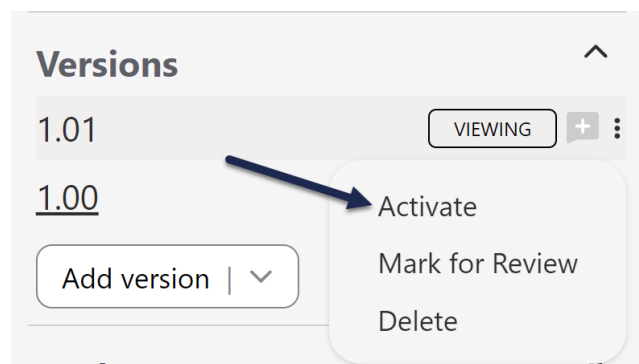 Versions
1.01 VIEWING
1.00
Activate
Add version
Mark for Review
Delete